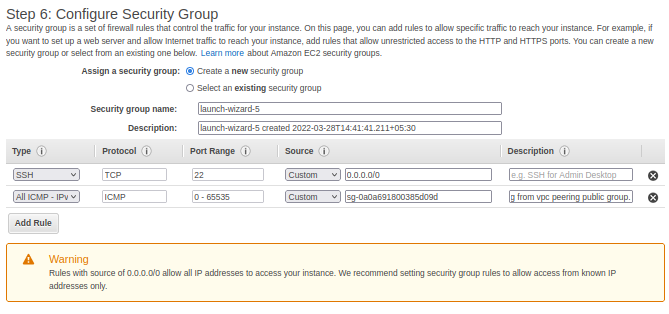 Step 6: Configure Security Group
A security group is a set of firewall rules that control the traffic for your instance. On this page, you can add rules to allow specific traffic to reach your instance. For example, if
you want to set up a web server and allow Internet traffic to reach your instance, add rules that allow unrestricted access to the HTTP and HTTPS ports. You can create a new
security group or select from an existing one below. Learn more about Amazon EC2 security groups.
Assign a security group: Create a new security group
Select an existing security group
Security group name: launch-wizard-5
Description: launch-wizard-5 created 2022-03-28T14:41:41.211+05:30
Type i Protocol i Port Range i Source i Description i
SSH TCP 22 Custom 0.0.0.0/0 e.g. SSH for Admin Desktop
All ICMP - IPv ICMP 0 - 65535 Custom sg-0a0a691800385d09d g from vpc peering public group.
Add Rule
Warning
Rules with source of 0.0.0.0/0 allow all IP addresses to access your instance. We recommend setting security group rules to allow access from known IP
addresses only.